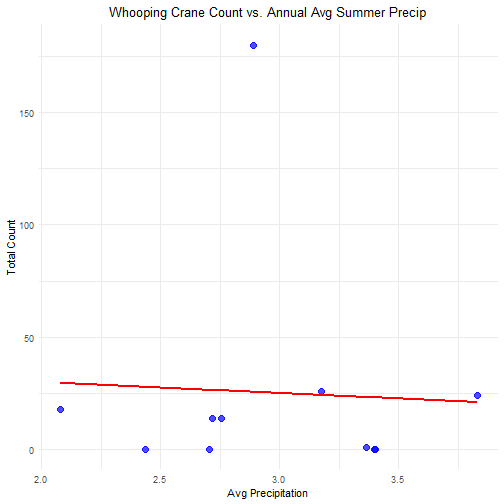 Whooping Crane Count vs. Annual Avg Summer Precip
150
100
50
0
Total Count
2.0 2.5 3.0 3.5
Avg Precipitation